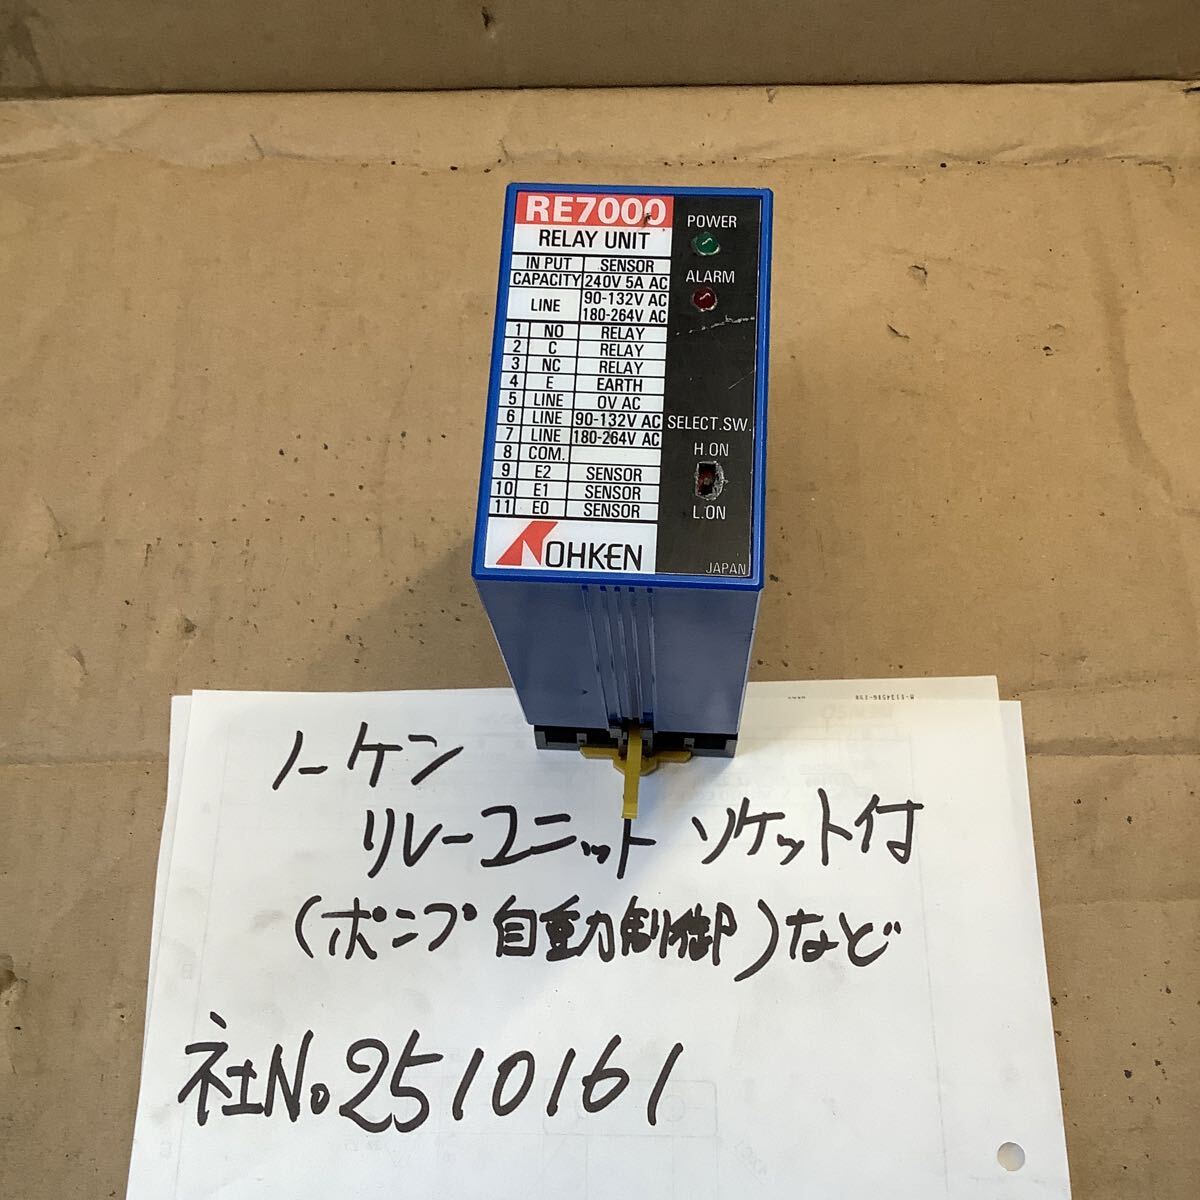 RE7000
RELAY UNIT
IN PUT SENSOR
CAPACITY 240V 5A AC
LINE 90-132V AC
180-264V AC
1 NO RELAY
2 C RELAY
3 NC RELAY
4 E EARTH
5 LINE 0V AC
6 LINE 90-132V AC
7 LINE 180-264V AC
8 COM.
9 E2 SENSOR
10 E1 SENSOR
11 E0 SENSOR
NOHKEN
POWER
ALARM
SELECT.SW.
H.ON
L.ON
JAPAN
ノーケン
リレーユニット ソケット付
(ポンプ自動制御)など
社No2510161